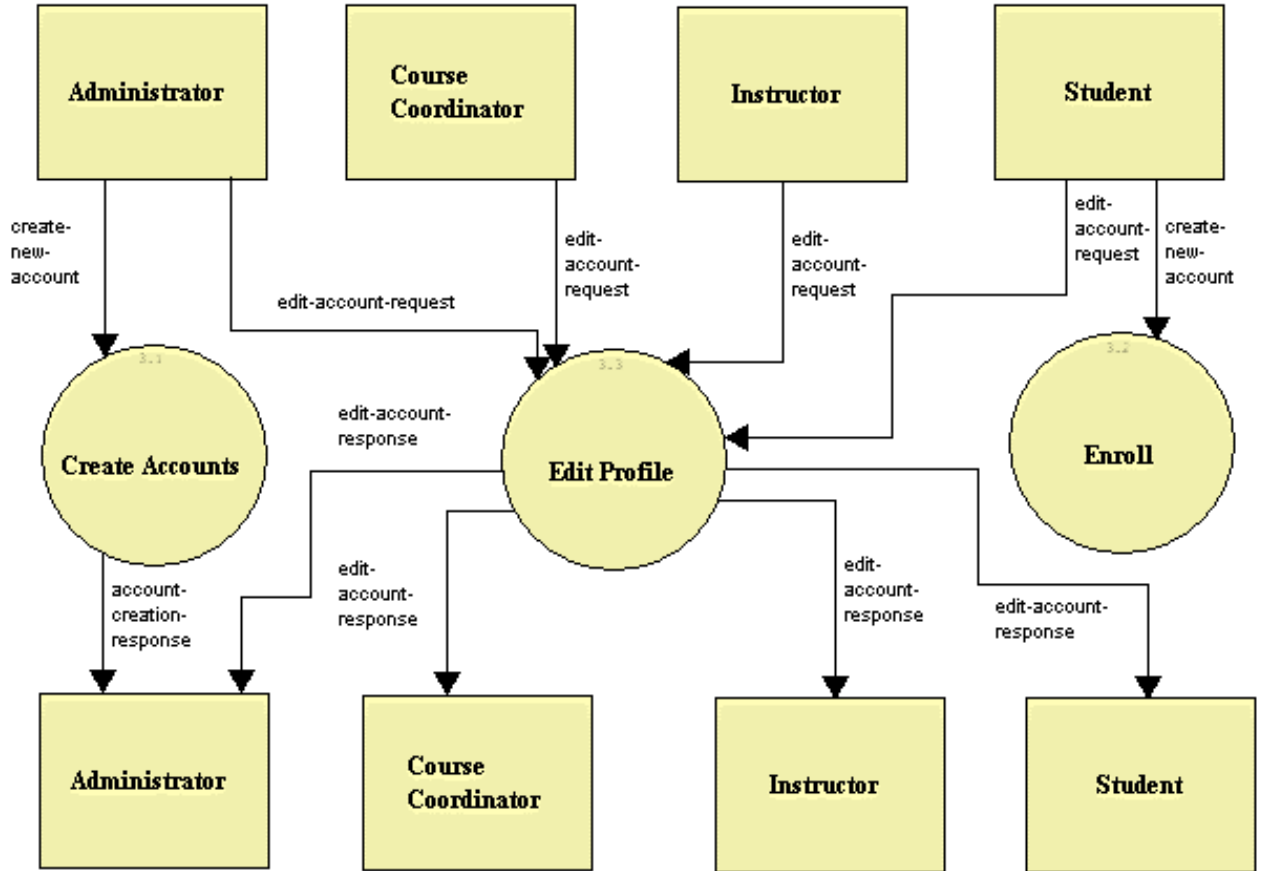 Administrator
Course
Coordinator
Instructor
Student
create-
new-
account
edit-account-request
edit-
account-
request
edit-
account-
request
edit-
account-
request
create-
new-
account
3.1
3.3
3.2
Create Accounts
edit-account-
response
Edit Profile
Enroll
account-
creation-
response
edit-
account-
response
edit-
account-
response
edit-account-
response
Administrator
Course
Coordinator
Instructor
Student